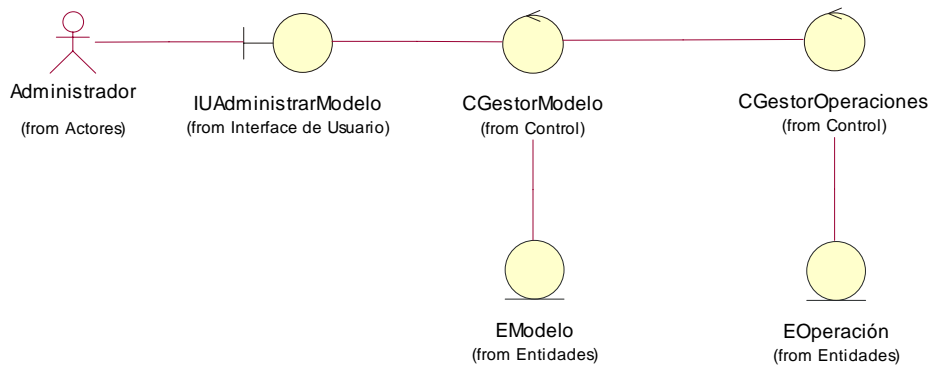 Administrador
(from Actores)
IUAdministrarModelo
(from Interface de Usuario)
CGestorModelo
(from Control)
CGestorOperaciones
(from Control)
EModelo
(from Entidades)
EOperación
(from Entidades)